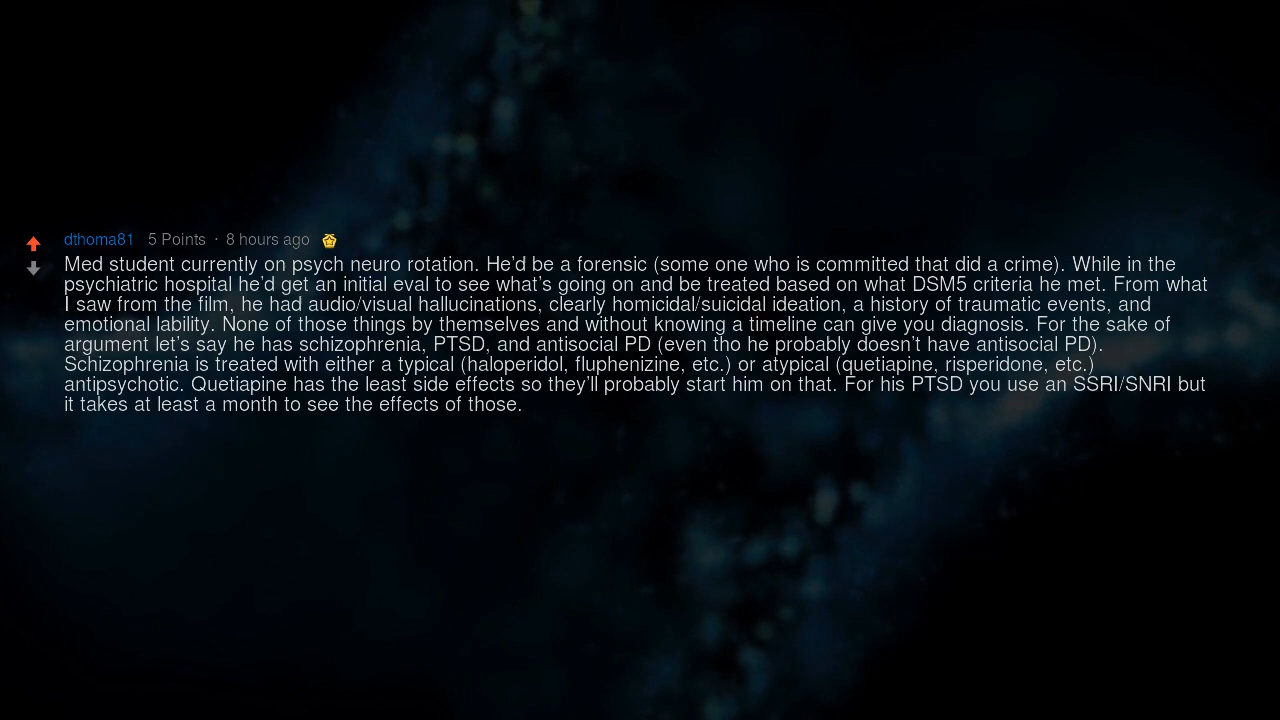 dthoma81 5 Points · 8 hours ago
Med student currently on psych neuro rotation. He'd be a forensic (some one who is committed that did a crime). While in the
psychiatric hospital he'd get an initial eval to see what's going on and be treated based on what DSM5 criteria he met. From what
I saw from the film, he had audio/visual hallucinations, clearly homicidal/suicidal ideation, a history of traumatic events, and
emotional lability. None of those things by themselves and without knowing a timeline can give you diagnosis. For the sake of
argument let's say he has schizophrenia, PTSD, and antisocial PD (even tho he probably doesn't have antisocial PD).
Schizophrenia is treated with either a typical (haloperidol, fluphenizine, etc.) or atypical (quetiapine, risperidone, etc.)
antipsychotic. Quetiapine has the least side effects so they'll probably start him on that. For his PTSD you use an SSRI/SNRI but
it takes at least a month to see the effects of those.